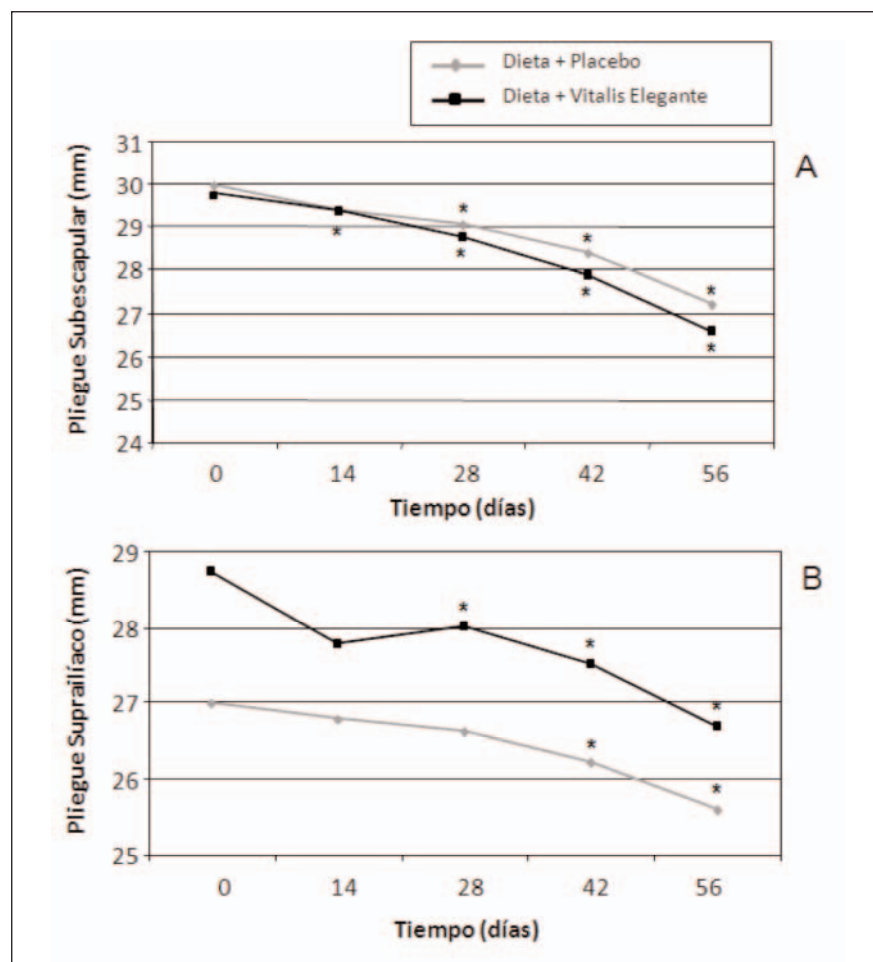 Dieta + Placebo
Dieta + Vitalis Elegante
A
Pliegue Subescapular (mm)
31
30
29
28
27
26
25
24
* *
* * * *
*
0 14 28 42 56
Tiempo (días)
B
Pliegue Suprailíaco (mm)
29
28
27
26
25
* * *
* *
0 14 28 42 56
Tiempo (días)